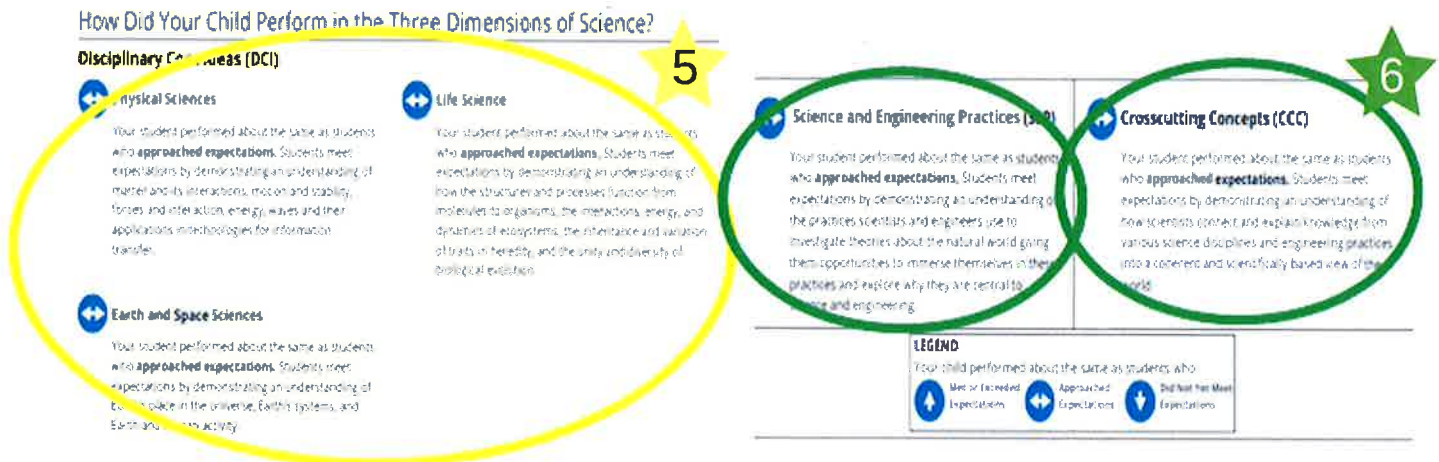 How Did Your Child Perform in the Three Dimensions of Science?
5
Disciplinary Ideas (DCI)
Physical Sciences
Your student performed about the same as students
who approached expectations. Students meet
expectations by demonstrating an understanding of
matter and its interactions, motion and stability,
forces and interaction, energy, waves and their
applications in technologies for information
transfer.
Life Science
Your student performed about the same as students
who approached expectations. Students meet
expectations by demonstrating an understanding of
how the structures and processes function from
molecules to organisms, the interactions, energy, and
dynamics of ecosystems, the inheritance and variation
of traits in heredity, and the unity and diversity of
biological evolution.
Earth and Space Sciences
Your student performed about the same as students
who approached expectations. Students meet
expectations by demonstrating an understanding of
place in the universe, Earth's systems, and
Earth and activity.
6
Science and Engineering Practices (SEP)
Your student performed about the same as students
who approached expectations. Students meet
expectations by demonstrating an understanding of
the practices scientists and engineers use to
investigate theories about the natural world giving
them opportunities to immerse themselves in these
practices and explore why they are central to
science and engineering.
Crosscutting Concepts (CCC)
Your student performed about the same as students
who approached expectations. Students meet
expectations by demonstrating an understanding of
how scientists connect and explain knowledge from
various science disciplines and engineering practices
into a coherent and scientifically based view of the
world.
LEGEND
Your child performed about the same as students who
Met or Exceeded
Expectations
Approached
Expectations
Did Not Yet Meet
Expectations